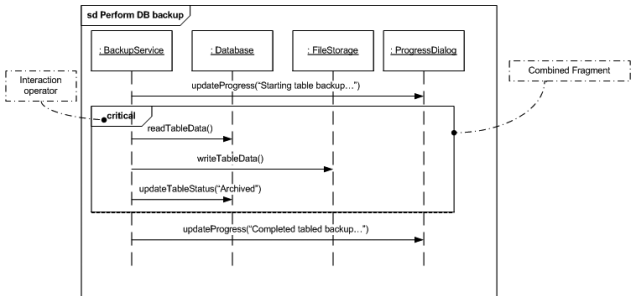 sd Perform DB backup
: BackupService
: Database
: FileStorage
: ProgressDialog
Interaction
operator
Combined Fragment
updateProgress("Starting table backup...")
critical
readTableData()
writeTableData()
updateTableStatus("Archived")
updateProgress("Completed tabled backup...")